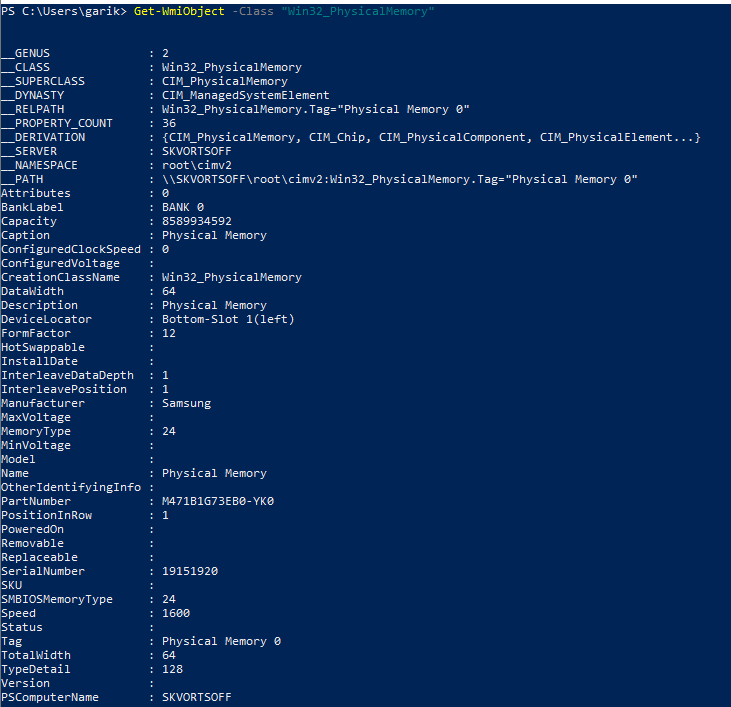 PS C:\Users\garik> Get-WmiObject -Class "Win32_PhysicalMemory"
__GENUS : 2
__CLASS : Win32_PhysicalMemory
__SUPERCLASS : CIM_PhysicalMemory
__DYNASTY : CIM_ManagedSystemElement
__RELPATH : Win32_PhysicalMemory.Tag="Physical Memory 0"
__PROPERTY_COUNT : 36
__DERIVATION : {CIM_PhysicalMemory, CIM_Chip, CIM_PhysicalComponent, CIM_PhysicalElement...}
__SERVER : SKVORTSOFF
__NAMESPACE : root\cimv2
__PATH : \\SKVORTSOFF\root\cimv2:Win32_PhysicalMemory.Tag="Physical Memory 0"
Attributes : 0
BankLabel : BANK 0
Capacity : 8589934592
Caption : Physical Memory
ConfiguredClockSpeed : 0
ConfiguredVoltage :
CreationClassName : Win32_PhysicalMemory
DataWidth : 64
Description : Physical Memory
DeviceLocator : Bottom-Slot 1(left)
FormFactor : 12
HotSwappable :
InstallDate :
InterleaveDataDepth : 1
InterleavePosition : 1
Manufacturer : Samsung
MaxVoltage :
MemoryType : 24
MinVoltage :
Model :
Name : Physical Memory
OtherIdentifyingInfo :
PartNumber : M471B1G73EB0-YK0
PositionInRow : 1
PoweredOn :
Removable :
Replaceable :
SerialNumber : 19151920
SKU :
SMBIOSMemoryType : 24
Speed : 1600
Status :
Tag : Physical Memory 0
TotalWidth : 64
TypeDetail : 128
Version :
PSComputerName : SKVORTSOFF